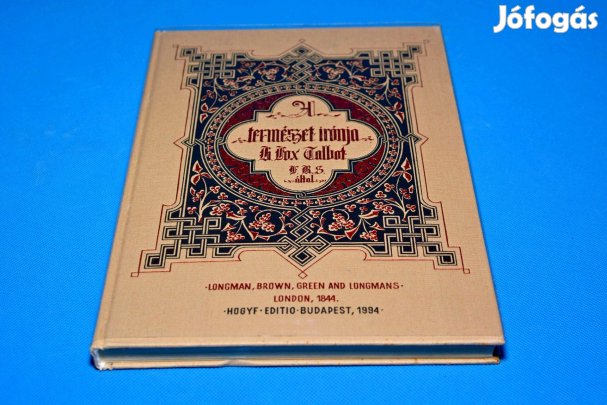 Jófogás
A
természet irónja
H Fox Talbot
F. R. S.
által
·LONGMAN, BROWN, GREEN AND LONGMANS·
LONDON, 1844.
·HOGYF·EDITIO·BUDAPEST, 1994·